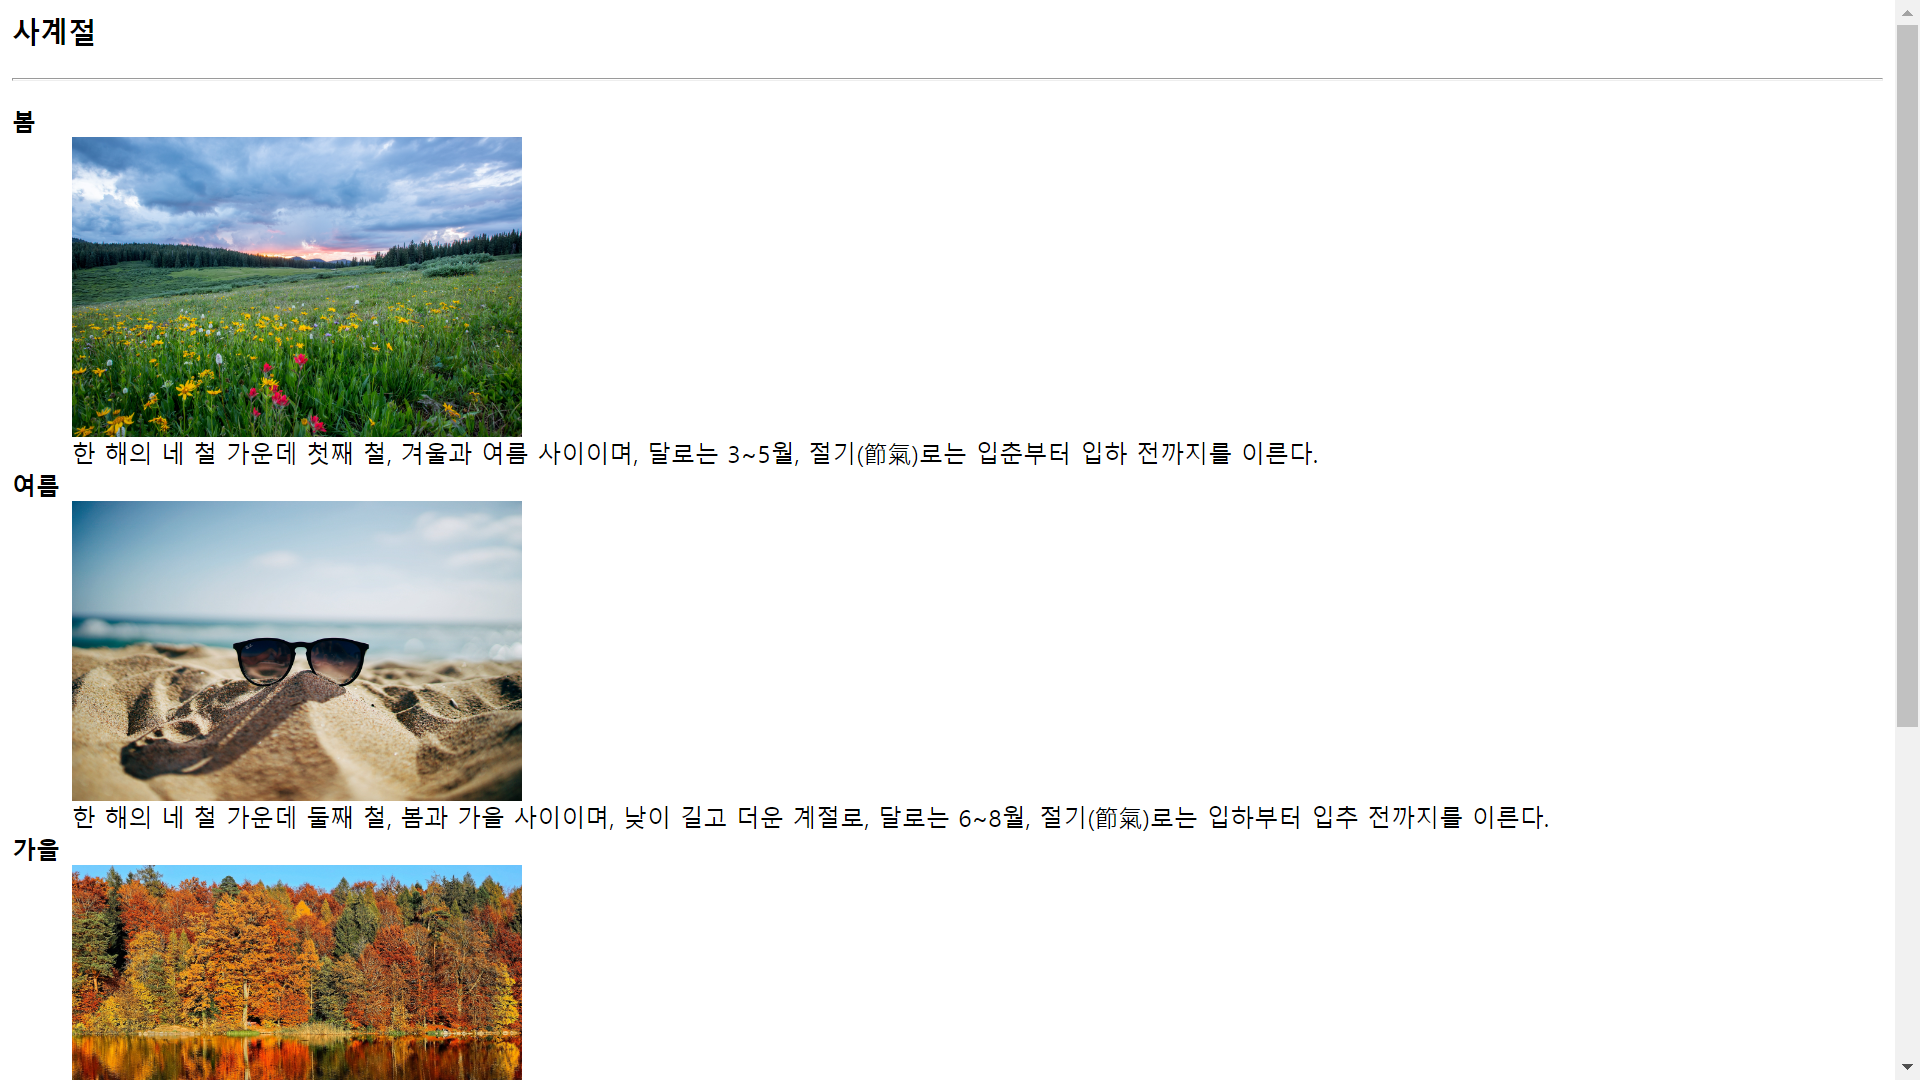 사계절
봄
한 해의 네 철 가운데 첫째 철, 겨울과 여름 사이이며, 달로는 3~5월, 절기(節氣)로는 입춘부터 입하 전까지를 이른다.
여름
한 해의 네 철 가운데 둘째 철, 봄과 가을 사이이며, 낮이 길고 더운 계절로, 달로는 6~8월, 절기(節氣)로는 입하부터 입추 전까지를 이른다.
가을